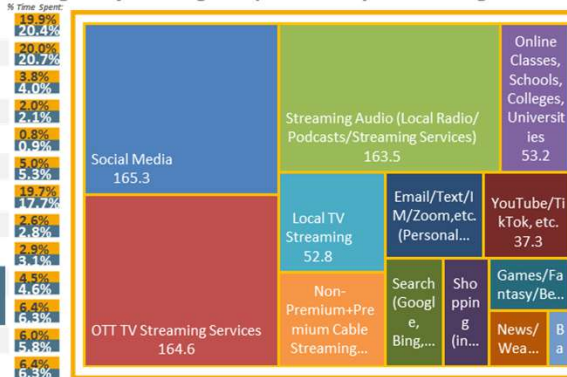 % Time Spent:
19.9%
20.4%
20.0%
20.7%
3.8%
4.0%
2.0%
2.1%
0.8%
0.9%
5.0%
5.3%
19.7%
17.7%
2.6%
2.8%
2.9%
3.1%
4.5%
4.6%
6.4%
6.3%
6.0%
5.8%
6.4%
6.3%
Social Media
165.3
OTT TV Streaming Services
164.6
Streaming Audio (Local Radio/
Podcasts/Streaming Services)
163.5
Online
Classes,
Schools,
Colleges,
Universit
ies
53.2
Local TV
Streaming
52.8
Email/Text/I
M/Zoom,etc.
(Personal...
YouTube/Ti
kTok, etc.
37.3
Non-
Premium+Pre
mium Cable
Streaming...
Search
(Googl
e,
Bing,...
Sho
ppin
g
(in...
Games/Fa
ntasy/Be...
News/
Wea...
B
a